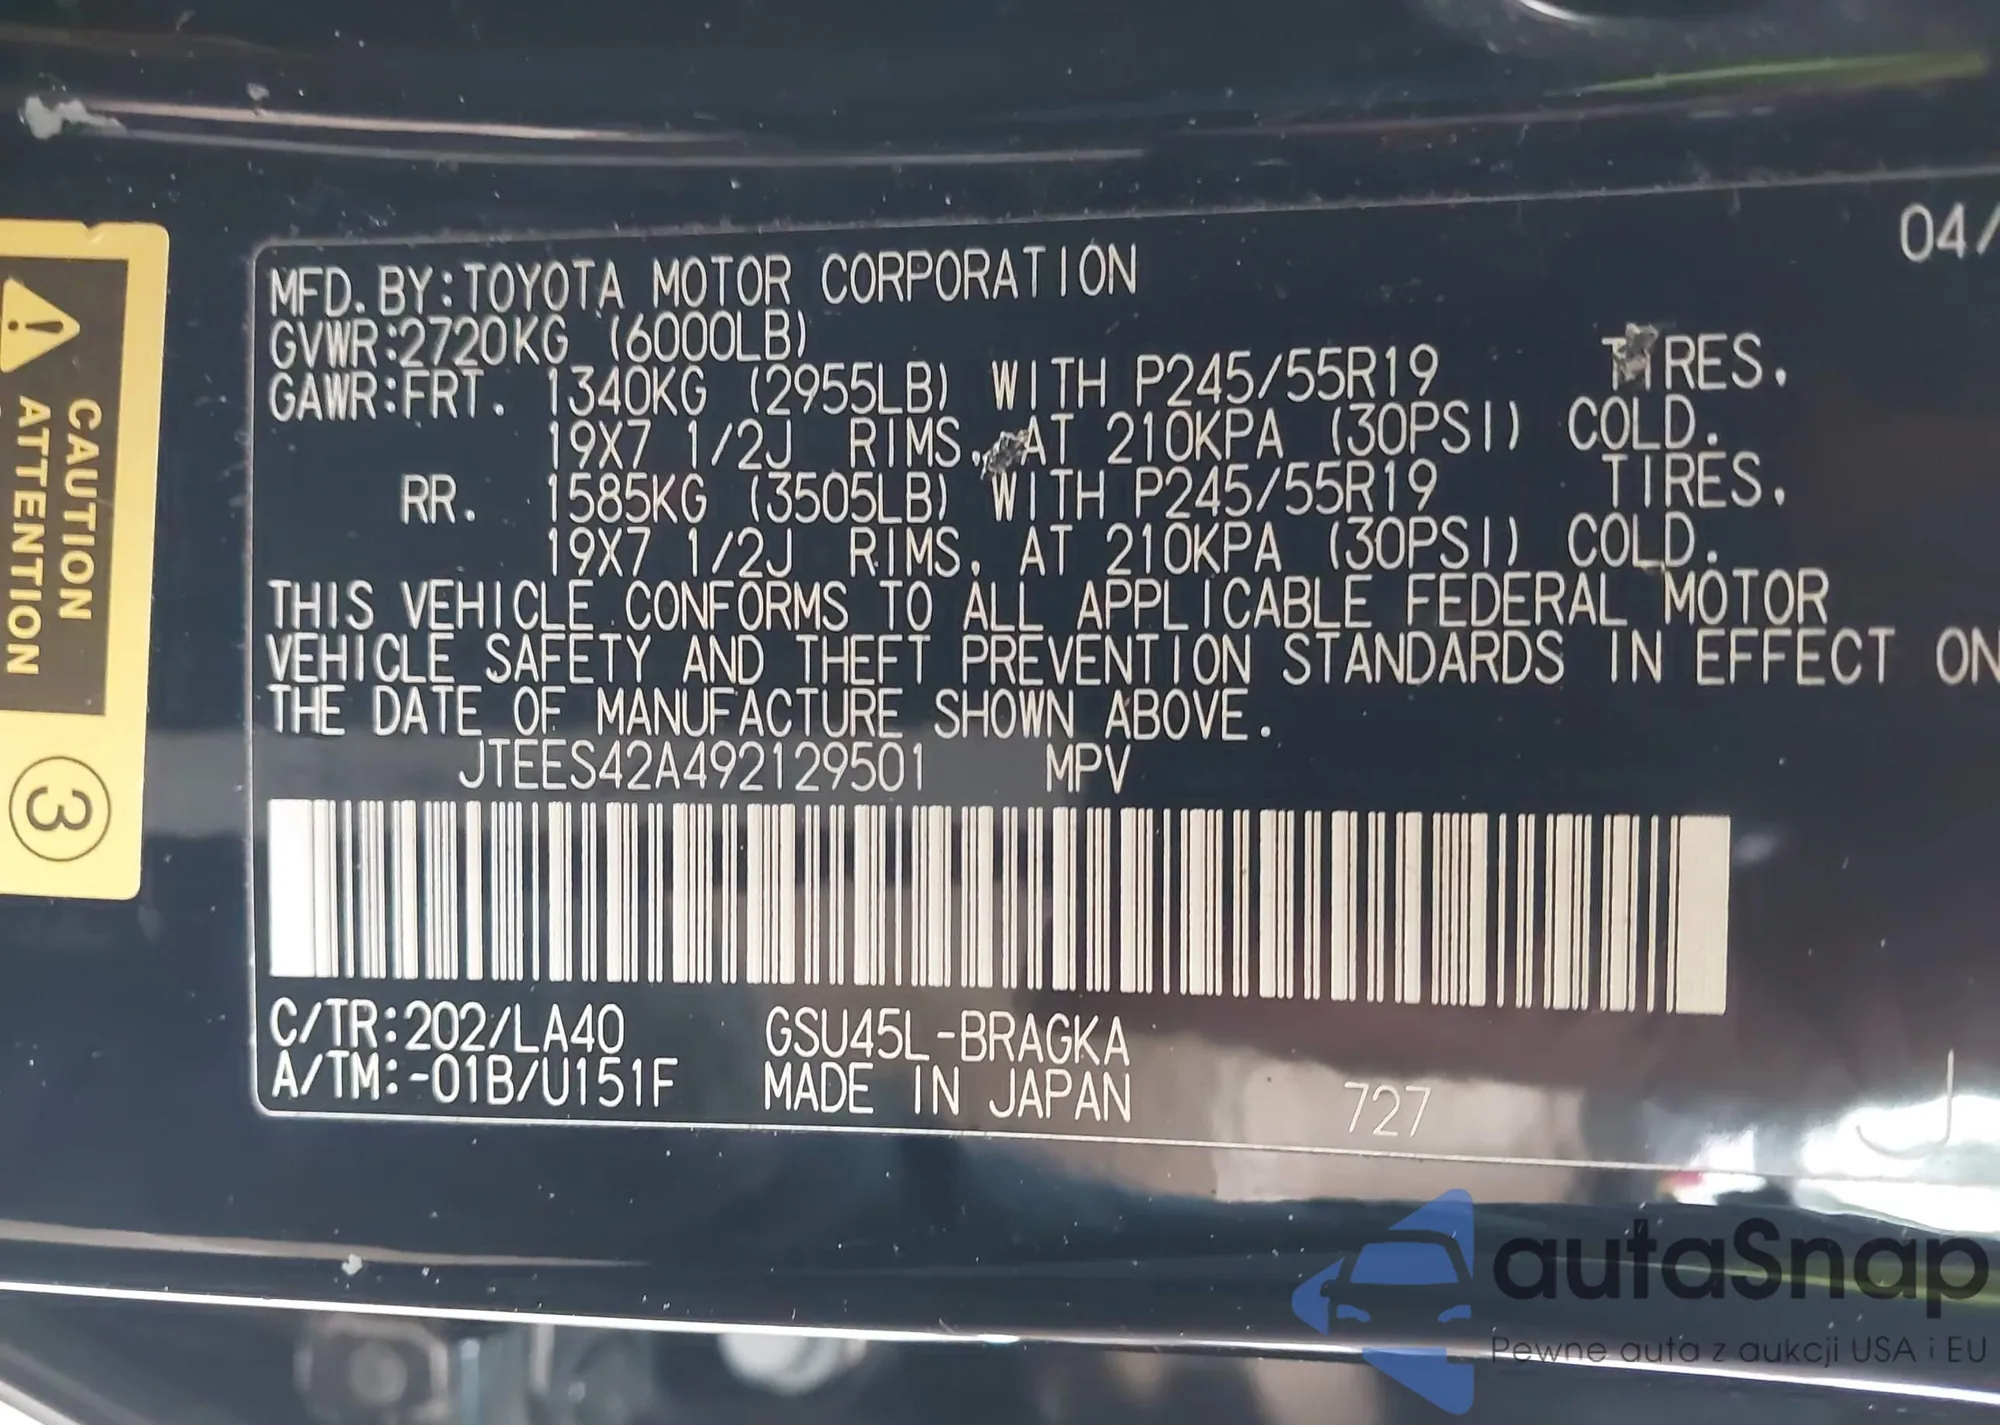 04/
MFD. BY: TOYOTA MOTOR CORPORATION
GVWR: 2720KG (6000LB)
GAWR: FRT. 1340KG (2955LB) WITH P245/55R19 TIRES.
19X7 1/2J RIMS, AT 210KPA (30PSI) COLD.
RR. 1585KG (3505LB) WITH P245/55R19 TIRES.
19X7 1/2J RIMS, AT 210KPA (30PSI) COLD.
THIS VEHICLE CONFORMS TO ALL APPLICABLE FEDERAL MOTOR
VEHICLE SAFETY AND THEFT PREVENTION STANDARDS IN EFFECT ON
THE DATE OF MANUFACTURE SHOWN ABOVE.
JTEES42A492129501 MPV
C/TR: 202/LA40 GSU45L-BRAGKA
A/TM: -01B/U151F MADE IN JAPAN 727
J
CAUTION
ATTENTION
3
autaSnap
Pewne auta z aukcji USA i EU